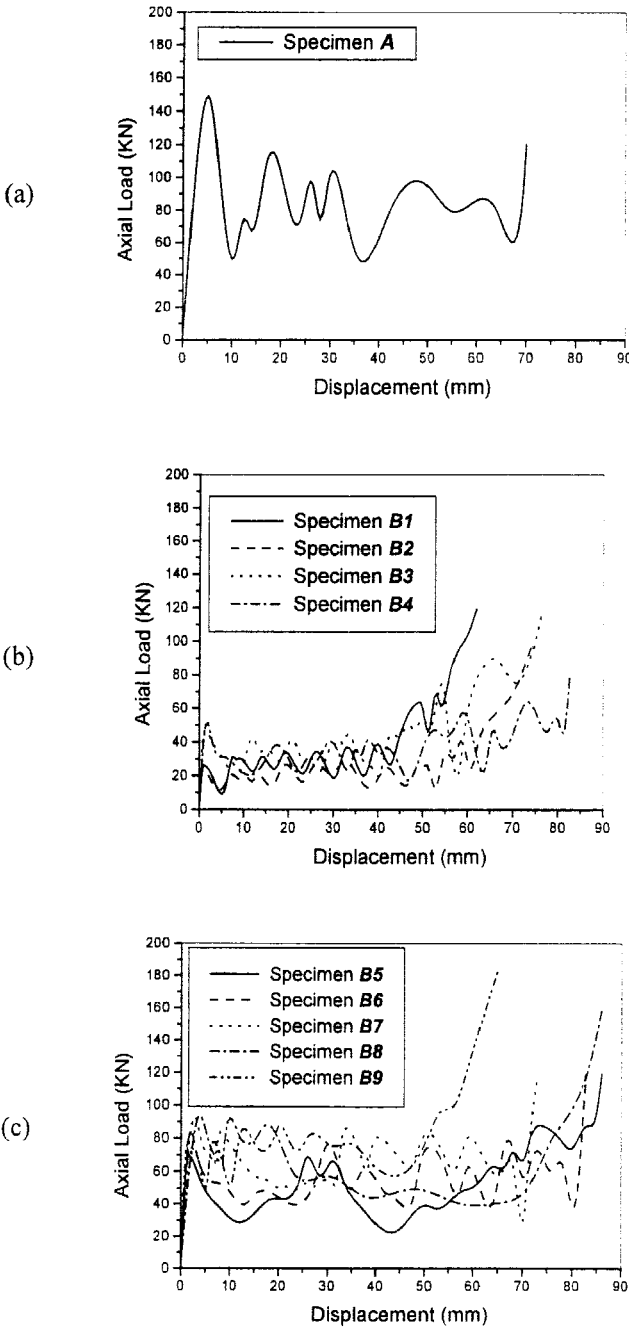 (a)
Axial Load (KN)
200
180
160
140
120
100
80
60
40
20
0
Specimen A
0 10 20 30 40 50 60 70 80 90
Displacement (mm)
(b)
Axial Load (KN)
200
180
160
140
120
100
80
60
40
20
0
Specimen B1
Specimen B2
Specimen B3
Specimen B4
0 10 20 30 40 50 60 70 80 90
Displacement (mm)
(c)
Axial Load (KN)
200
180
160
140
120
100
80
60
40
20
0
Specimen B5
Specimen B6
Specimen B7
Specimen B8
Specimen B9
0 10 20 30 40 50 60 70 80 90
Displacement (mm)